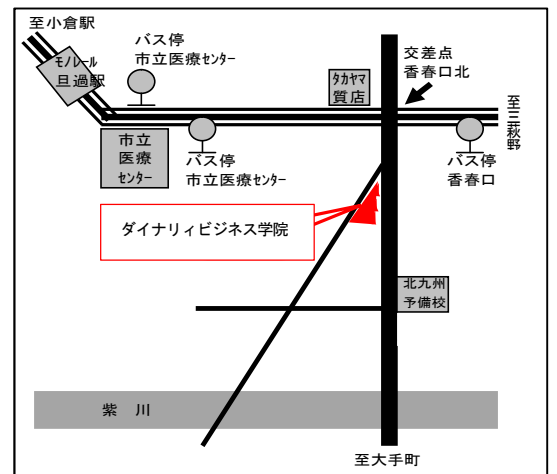 至小倉駅
モノレール
旦過駅
バス停
市立医療センター
タカヤマ
質店
交差点
香春口北
至三萩野
市立
医療
センター
バス停
市立医療センター
バス停
香春口
ダイナリィビジネス学院
北九州
予備校
紫 川
至大手町